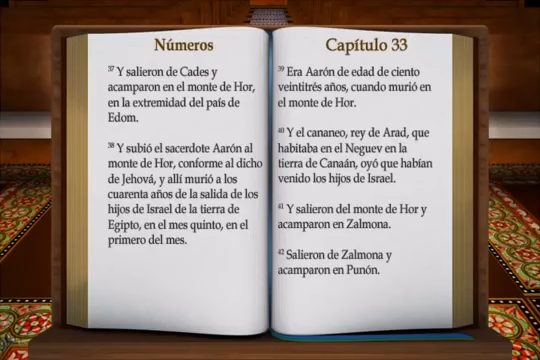 Números
³⁷ Y salieron de Cades y
acamparon en el monte de Hor,
en la extremidad del país de
Edom.
³⁸ Y subió el sacerdote Aarón al
monte de Hor, conforme al dicho
de Jehová, y allí murió a los
cuarenta años de la salida de los
hijos de Israel de la tierra de
Egipto, en el mes quinto, en el
primero del mes.
Capítulo 33
³⁹ Era Aarón de edad de ciento
veintitrés años, cuando murió en
el monte de Hor.
⁴⁰ Y el cananeo, rey de Arad, que
habitaba en el Neguev en la
tierra de Canaán, oyó que habían
venido los hijos de Israel.
⁴¹ Y salieron del monte de Hor y
acamparon en Zalmona.
⁴² Salieron de Zalmona y
acamparon en Punón.